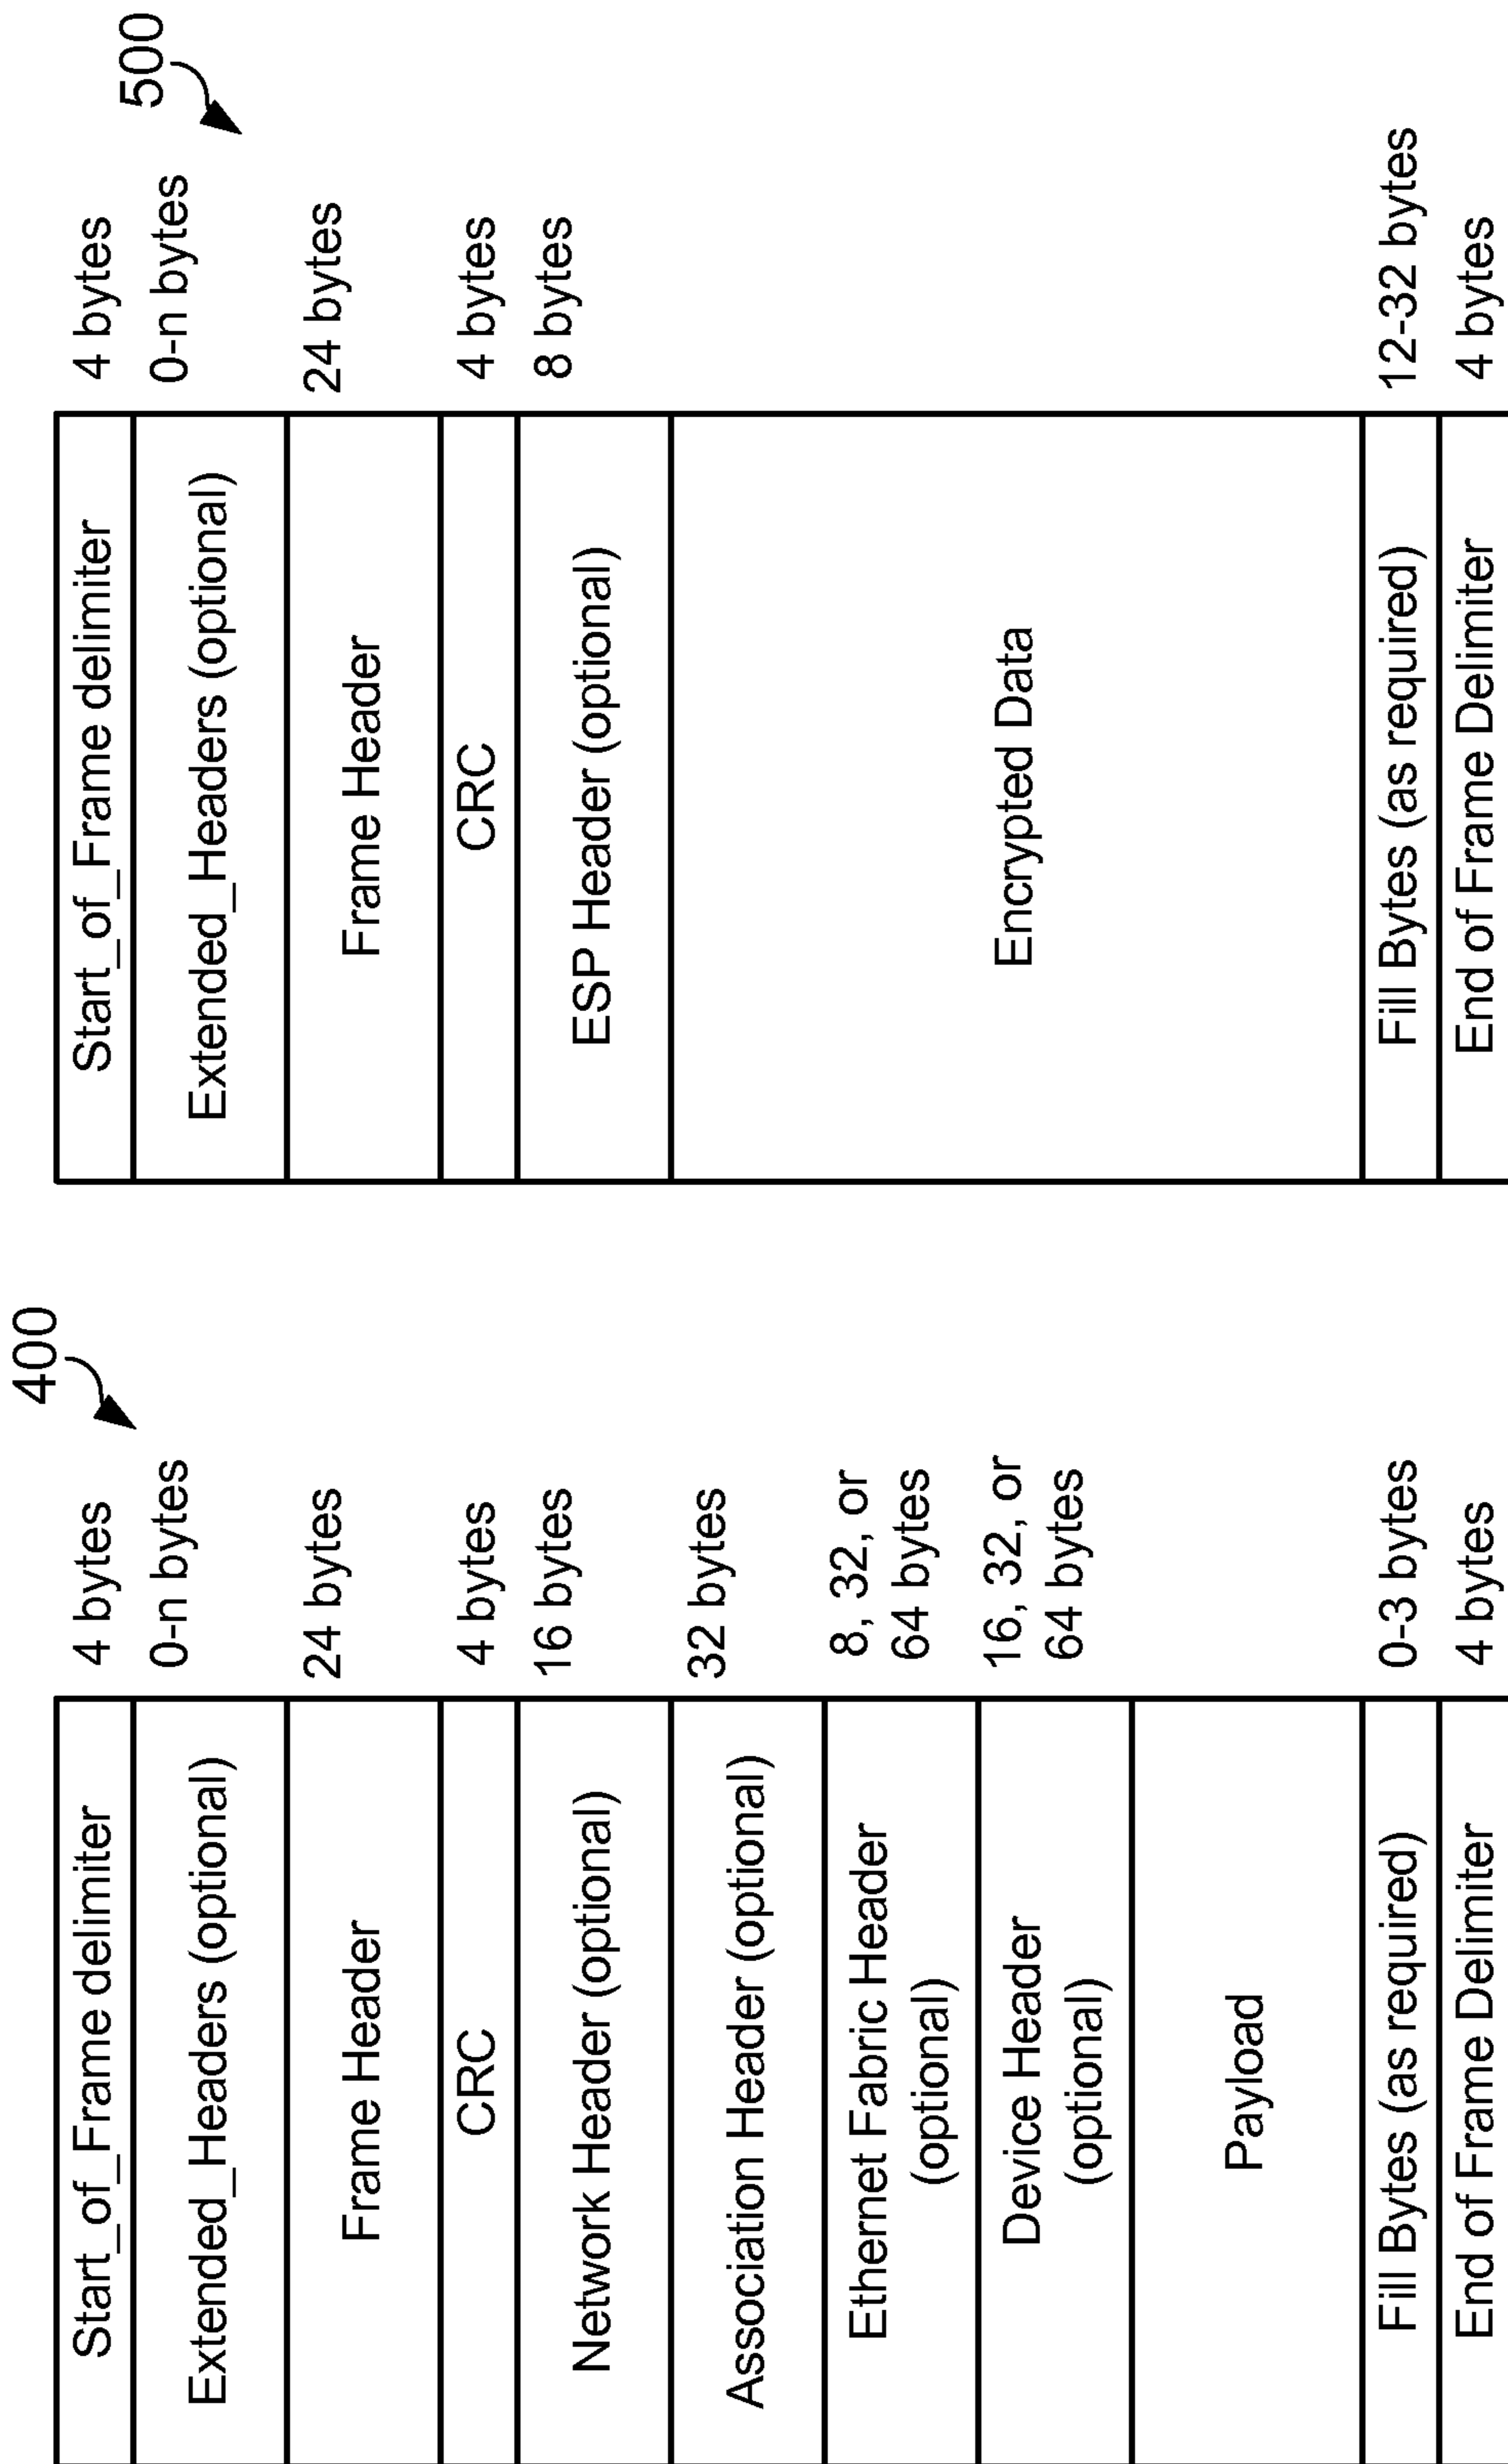 400
Start_of_Frame delimiter 4 bytes
Extended_Headers (optional) 0-n bytes
Frame Header 24 bytes
CRC 4 bytes
Network Header (optional) 16 bytes
Association Header (optional) 32 bytes
Ethernet Fabric Header 8, 32, or
(optional) 64 bytes
Device Header 16, 32, or
(optional) 64 bytes
Payload
Fill Bytes (as required) 0-3 bytes
End of Frame Delimiter 4 bytes
500
Start_of_Frame delimiter 4 bytes
Extended_Headers (optional) 0-n bytes
Frame Header 24 bytes
CRC 4 bytes
ESP Header (optional) 8 bytes
Encrypted Data
Fill Bytes (as required) 12-32 bytes
End of Frame Delimiter 4 bytes